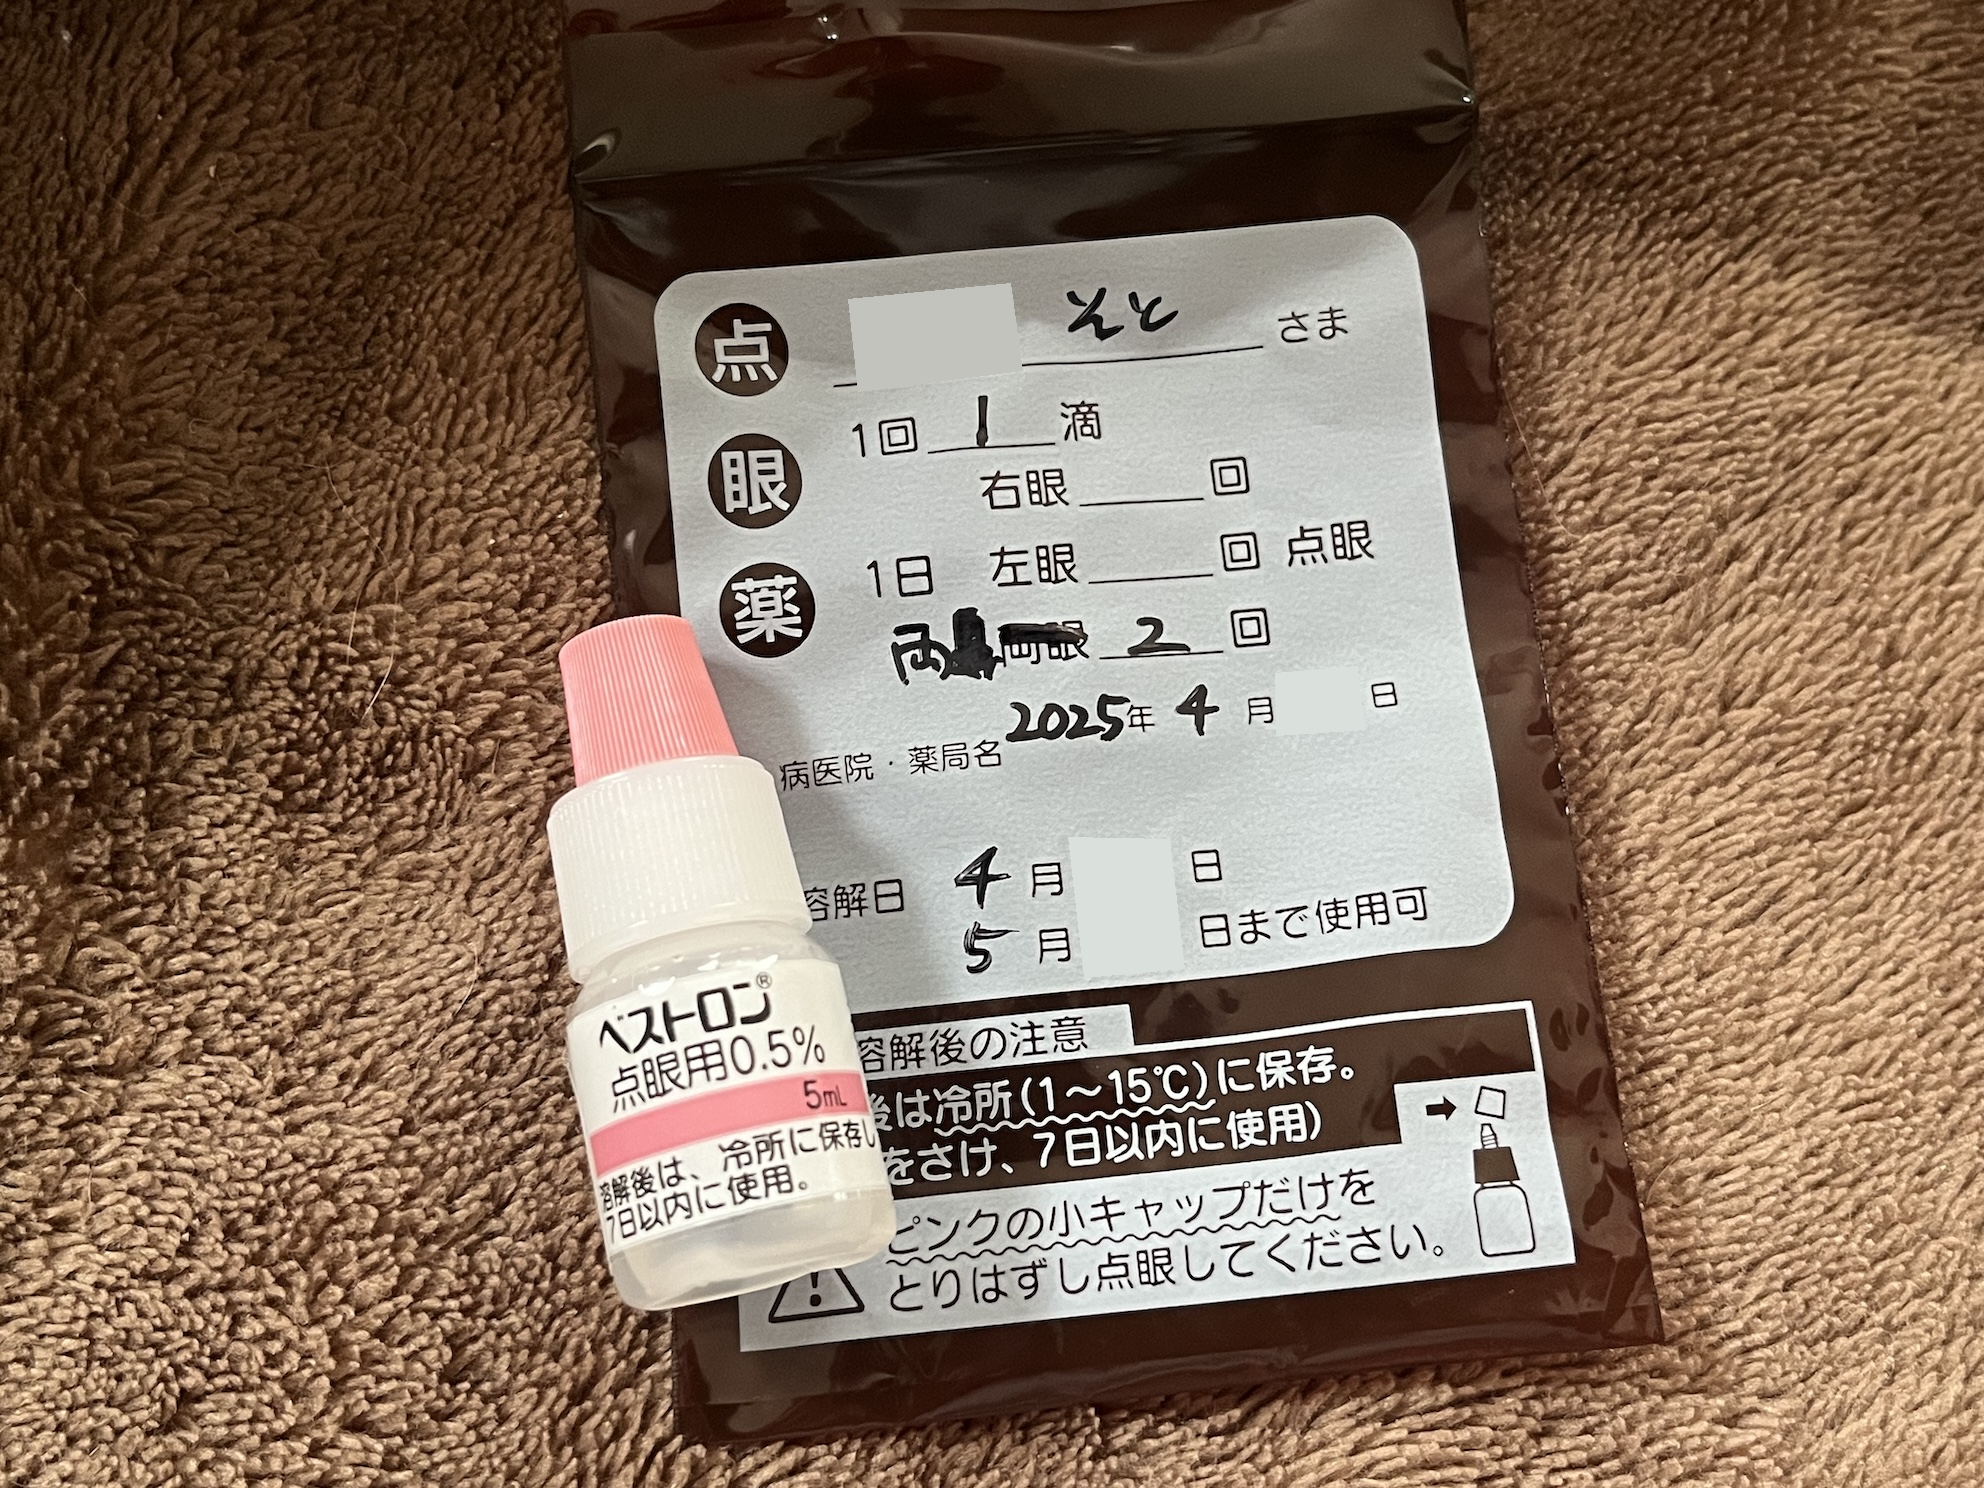 点眼薬
えと さま
1回 1 滴
右眼 回
1日 左眼 回 点眼
両 両眼 2 回
2025年 4 月 日
病医院・薬局名
溶解日 4 月 日
5 月 日まで使用可
溶解後の注意
後は冷所(1~15℃)に保存。
をさけ、7日以内に使用)
ピンクの小キャップだけを
とりはずし点眼してください。
ベストロン®
点眼用0.5%
5mL
溶解後は、冷所に保存し
7日以内に使用。